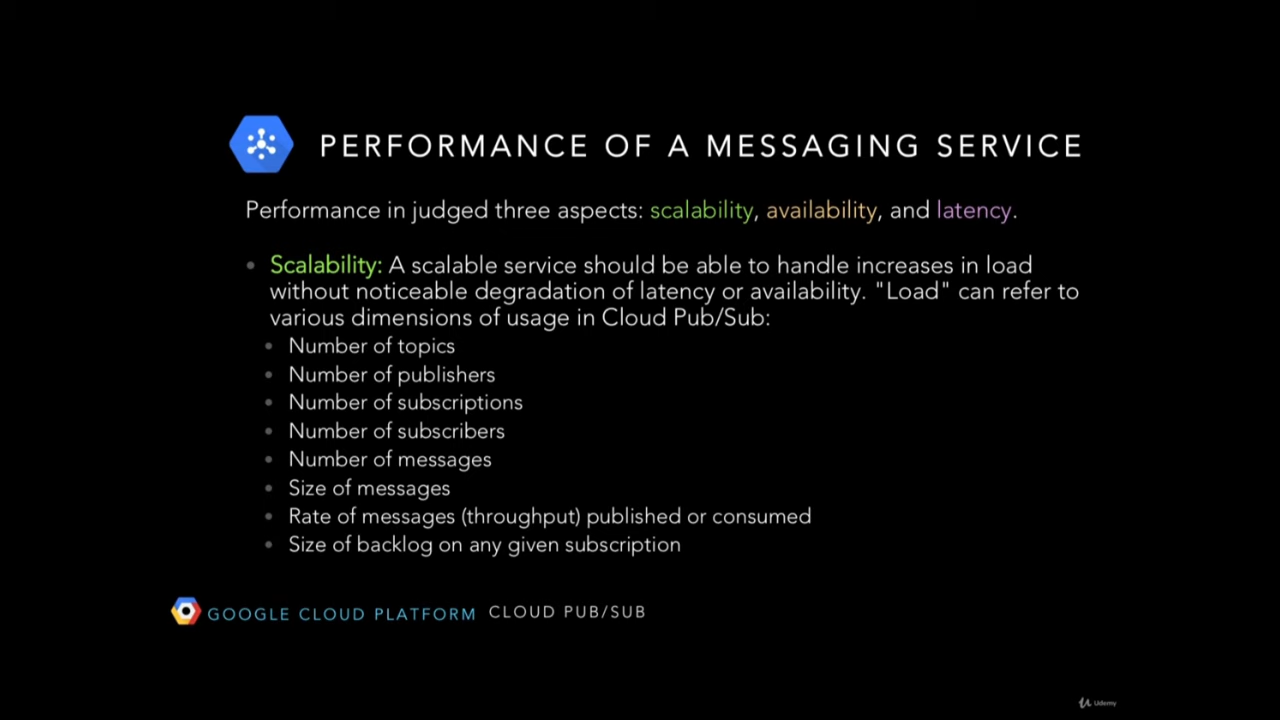 PERFORMANCE OF A MESSAGING SERVICE
Performance in judged three aspects: scalability, availability, and latency.
• Scalability: A scalable service should be able to handle increases in load
without noticeable degradation of latency or availability. "Load" can refer to
various dimensions of usage in Cloud Pub/Sub:
• Number of topics
• Number of publishers
• Number of subscriptions
• Number of subscribers
• Number of messages
• Size of messages
• Rate of messages (throughput) published or consumed
• Size of backlog on any given subscription
GOOGLE CLOUD PLATFORM CLOUD PUB/SUB
Udemy